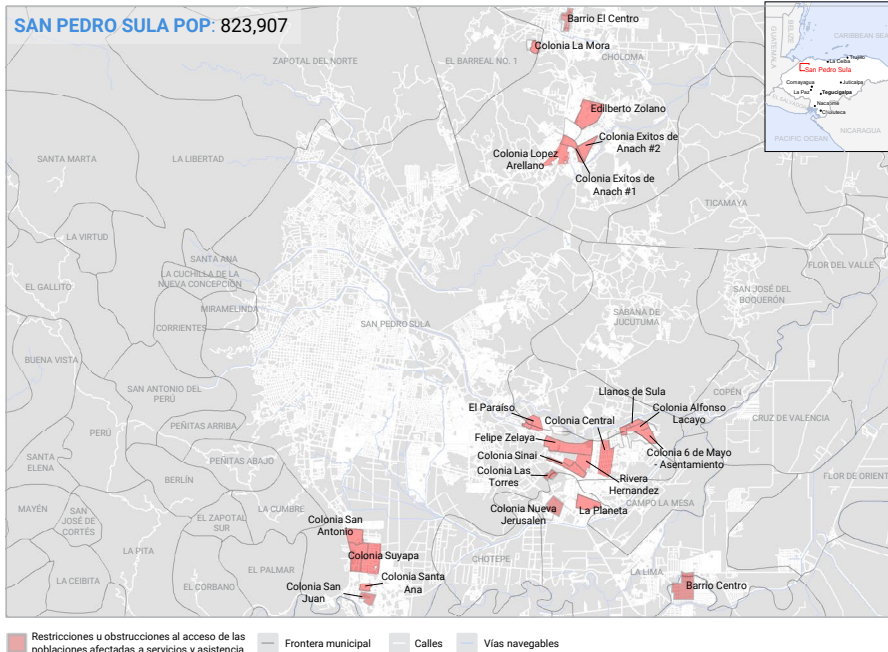 SAN PEDRO SULA POP: 823,907
Barrio El Centro
Colonia La Mora
CHOLOMA
ZAPOTAL DEL NORTE
EL BARREAL NO. 1
Edilberto Zolano
Colonia Exitos de
Anach #2
Colonia Lopez
Arellano
Colonia Exitos de
Anach #1
SANTA MARTA
LA LIBERTAD
TICAMAYA
LA VIRTUD
SANTA ANA
LA CUCHILLA DE LA
NUEVA CONCEPCIÓN
FLOR DEL VALLE
EL GALLITO
MIRAMELINDA
SAN JOSÉ DEL
BOQUERÓN
CORRIENTES
SAN PEDRO SULA
SABANA DE
JUCUTUMA
BUENA VISTA
SAN ANTONIO DEL
PERÚ
Llanos de Sula
COPÉN
El Paraíso
Colonia Central
Colonia Alfonso
Lacayo
CRUZ DE VALENCIA
PERÚ
PEÑITAS ARRIBA
Felipe Zelaya
Colonia 6 de Mayo
- Asentamiento
SANTA
ELENA
PEÑITAS ABAJO
Colonia Sinai
Colonia Las
Torres
Rivera
Hernandez
FLOR DE ORIENT
BERLÍN
CAMPO LA MESA
MAYÉN
SAN
JOSÉ DE
CORTÉS
EL ZAPOTAL
SUR
LA CUMBRE
Colonia Nueva
Jerusalen
La Planeta
Colonia San
Antonio
LA PITA
Colonia Suyapa
CHOTEPE
LA LIMA
LA CEIBITA
EL CORBANO
EL PALMAR
Colonia San
Juan
Colonia Santa
Ana
Barrio Centro
GUATEMALA
BELIZE
CARIBBEAN SEA
Trujillo
La Ceiba
San Pedro Sula
Comayagua
Juticalpa
La Paz
Tegucigalpa
EL SALVADOR
Nacaome
Choluteca
NICARAGUA
PACIFIC OCEAN
Restricciones u obstrucciones al acceso de las
poblaciones afectadas a servicios y asistencia
Frontera municipal
Calles
Vías navegables